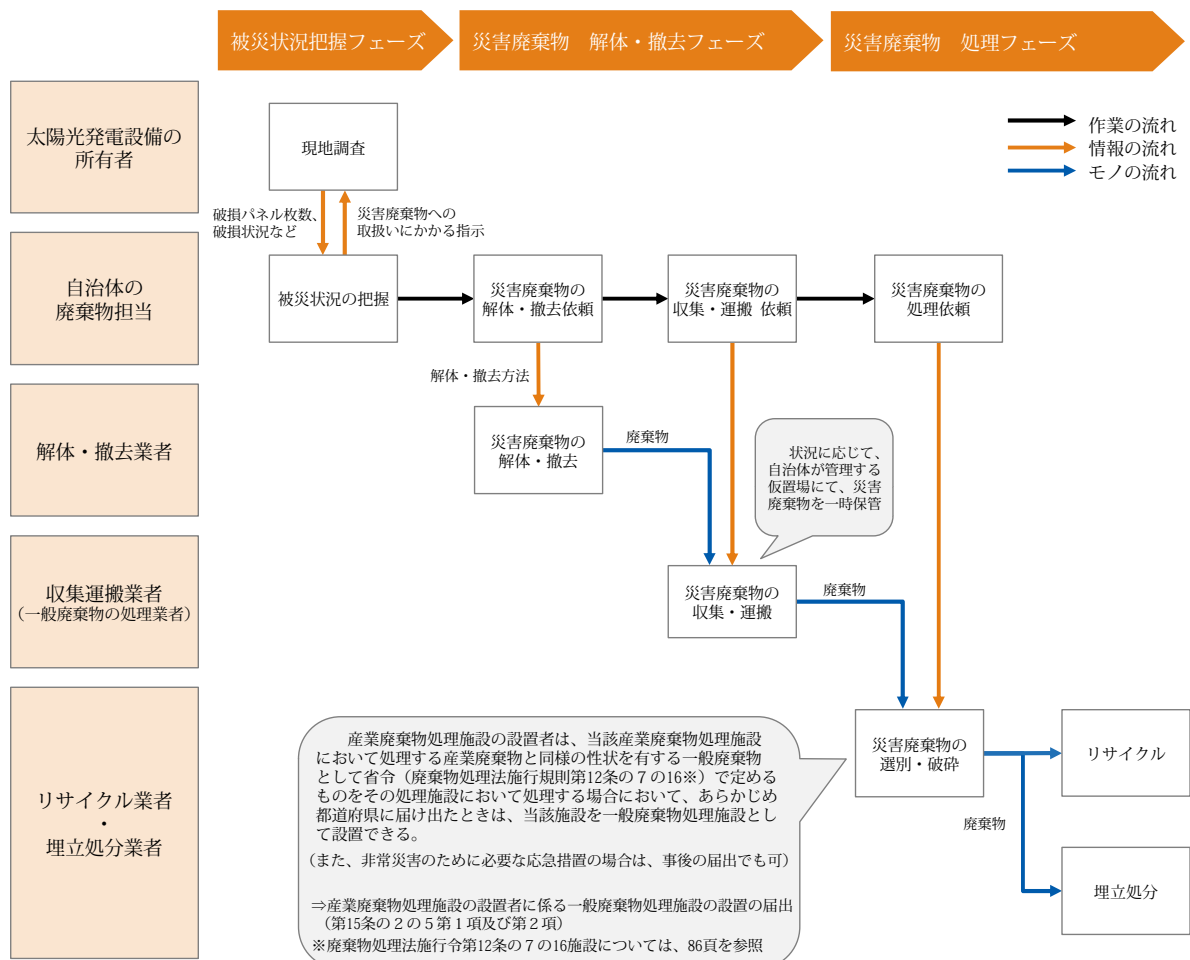 被災状況把握フェーズ
災害廃棄物　解体・撤去フェーズ
災害廃棄物　処理フェーズ
太陽光発電設備の
所有者
現地調査
作業の流れ
情報の流れ
モノの流れ
破損パネル枚数、
破損状況など
災害廃棄物への
取扱いにかかる指示
自治体の
廃棄物担当
被災状況の把握
災害廃棄物の
解体・撤去依頼
災害廃棄物の
収集・運搬 依頼
災害廃棄物の
処理依頼
解体・撤去方法
解体・撤去業者
災害廃棄物の
解体・撤去
廃棄物
状況に応じて、
自治体が管理する
仮置場にて、災害
廃棄物を一時保管
収集運搬業者
（一般廃棄物の処理業者）
災害廃棄物の
収集・運搬
廃棄物
リサイクル業者
・
埋立処分業者
産業廃棄物処理施設の設置者は、当該産業廃棄物処理施設
において処理する産業廃棄物と同様の性状を有する一般廃棄物
として省令（廃棄物処理法施行規則第12条の７の16※）で定める
ものをその処理施設において処理する場合において、あらかじめ
都道府県に届け出たときは、当該施設を一般廃棄物処理施設とし
て設置できる。
（また、非常災害のために必要な応急措置の場合は、事後の届出でも可）
⇒産業廃棄物処理施設の設置者に係る一般廃棄物処理施設の設置の届出
（第15条の２の５第１項及び第２項）
※廃棄物処理法施行令第12条の７の16施設については、86頁を参照
災害廃棄物の
選別・破砕
リサイクル
廃棄物
埋立処分